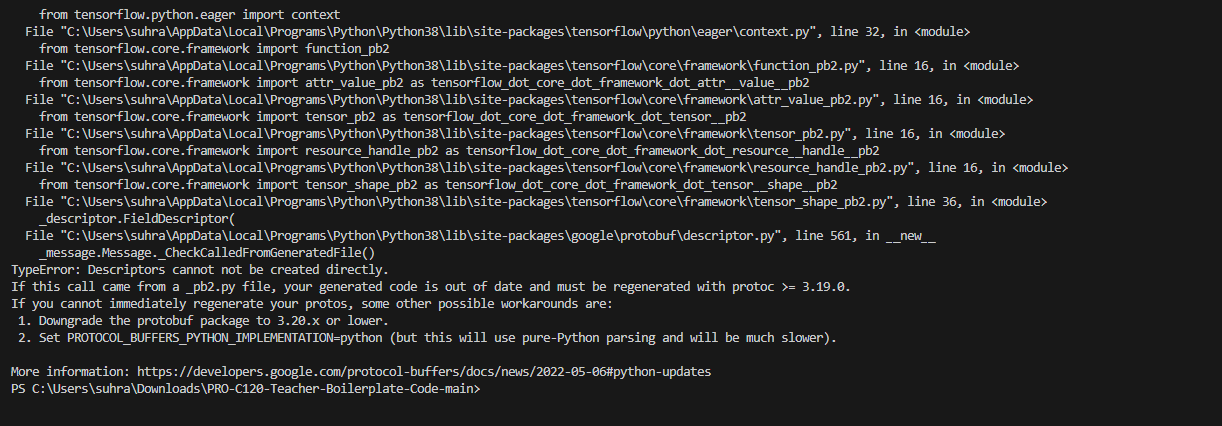 from tensorflow.python.eager import context
File "C:\Users\suhra\AppData\Local\Programs\Python\Python38\lib\site-packages\tensorflow\python\eager\context.py", line 32, in <module>
from tensorflow.core.framework import function_pb2
File "C:\Users\suhra\AppData\Local\Programs\Python\Python38\lib\site-packages\tensorflow\core\framework\function_pb2.py", line 16, in <module>
from tensorflow.core.framework import attr_value_pb2 as tensorflow_dot_core_dot_framework_dot_attr__value__pb2
File "C:\Users\suhra\AppData\Local\Programs\Python\Python38\lib\site-packages\tensorflow\core\framework\attr_value_pb2.py", line 16, in <module>
from tensorflow.core.framework import tensor_pb2 as tensorflow_dot_core_dot_framework_dot_tensor__pb2
File "C:\Users\suhra\AppData\Local\Programs\Python\Python38\lib\site-packages\tensorflow\core\framework\tensor_pb2.py", line 16, in <module>
from tensorflow.core.framework import resource_handle_pb2 as tensorflow_dot_core_dot_framework_dot_resource__handle__pb2
File "C:\Users\suhra\AppData\Local\Programs\Python\Python38\lib\site-packages\tensorflow\core\framework\resource_handle_pb2.py", line 16, in <module>
from tensorflow.core.framework import tensor_shape_pb2 as tensorflow_dot_core_dot_framework_dot_tensor__shape__pb2
File "C:\Users\suhra\AppData\Local\Programs\Python\Python38\lib\site-packages\tensorflow\core\framework\tensor_shape_pb2.py", line 36, in <module>
_descriptor.FieldDescriptor(
File "C:\Users\suhra\AppData\Local\Programs\Python\Python38\lib\site-packages\google\protobuf\descriptor.py", line 561, in __new__
_message.Message._CheckCalledFromGeneratedFile()
TypeError: Descriptors cannot not be created directly.
If this call came from a _pb2.py file, your generated code is out of date and must be regenerated with protoc >= 3.19.0.
If you cannot immediately regenerate your protos, some other possible workarounds are:
1. Downgrade the protobuf package to 3.20.x or lower.
2. Set PROTOCOL_BUFFERS_PYTHON_IMPLEMENTATION=python (but this will use pure-Python parsing and will be much slower).
More information: https://developers.google.com/protocol-buffers/docs/news/2022-05-06#python-updates
PS C:\Users\suhra\Downloads\PRO-C120-Teacher-Boilerplate-Code-main>